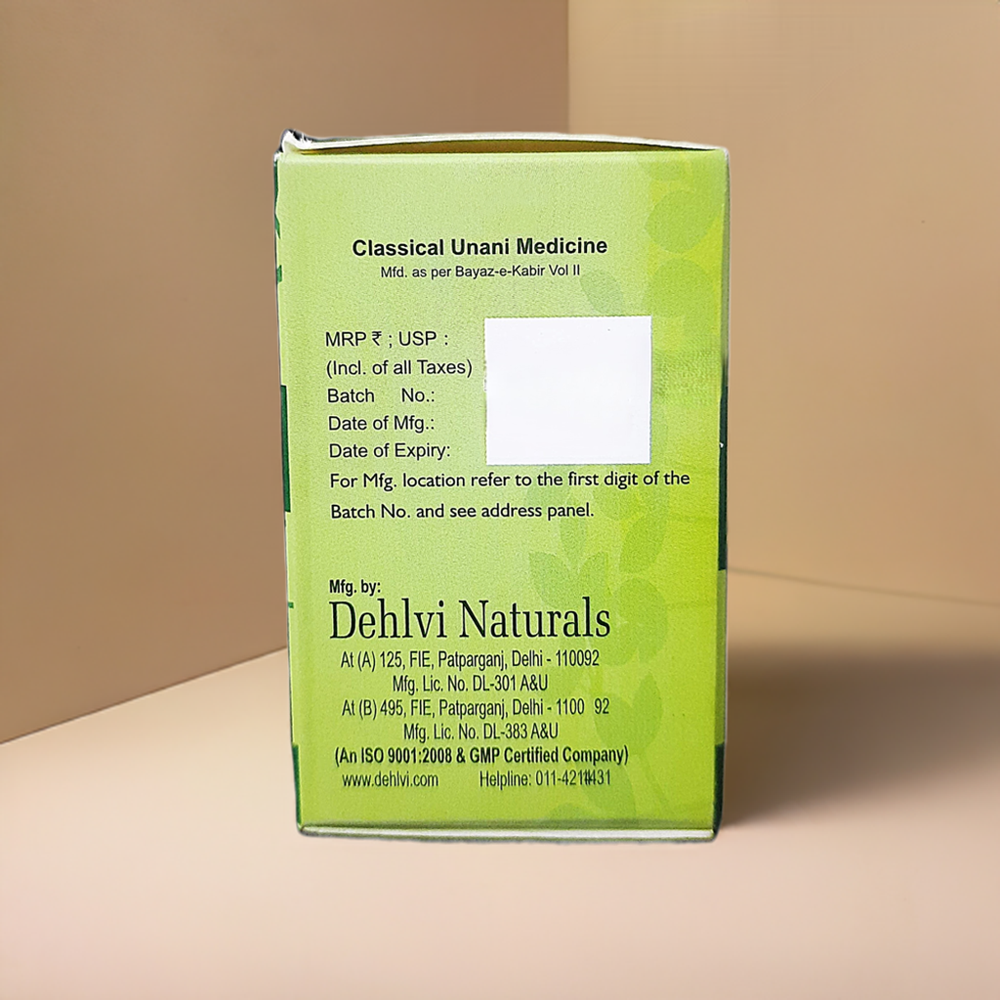 Classical Unani Medicine
Mfd. as per Bayaz-e-Kabir Vol II
MRP ₹ ; USP :
(Incl. of all Taxes)
Batch No.:
Date of Mfg.:
Date of Expiry:
For Mfg. location refer to the first digit of the
Batch No. and see address panel.
Mfg. by:
Dehlvi Naturals
At (A) 125, FIE, Patparganj, Delhi - 110092
Mfg. Lic. No. DL-301 A&U
At (B) 495, FIE, Patparganj, Delhi - 1100 92
Mfg. Lic. No. DL-383 A&U
(An ISO 9001:2008 & GMP Certified Company)
www.dehlvi.com Helpline: